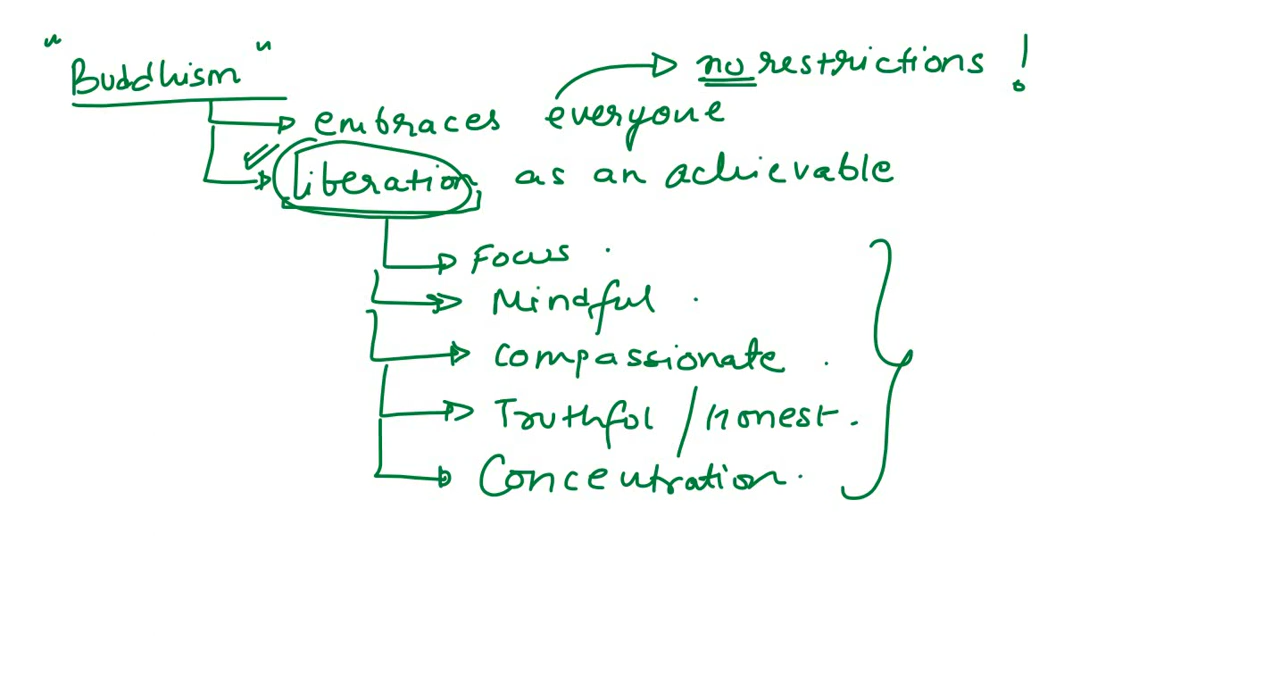 "Buddhism"
no restrictions !
embraces everyone
liberation as an achievable
Focus .
Mindful .
compassionate .
Truthful / Honest .
Concentration .